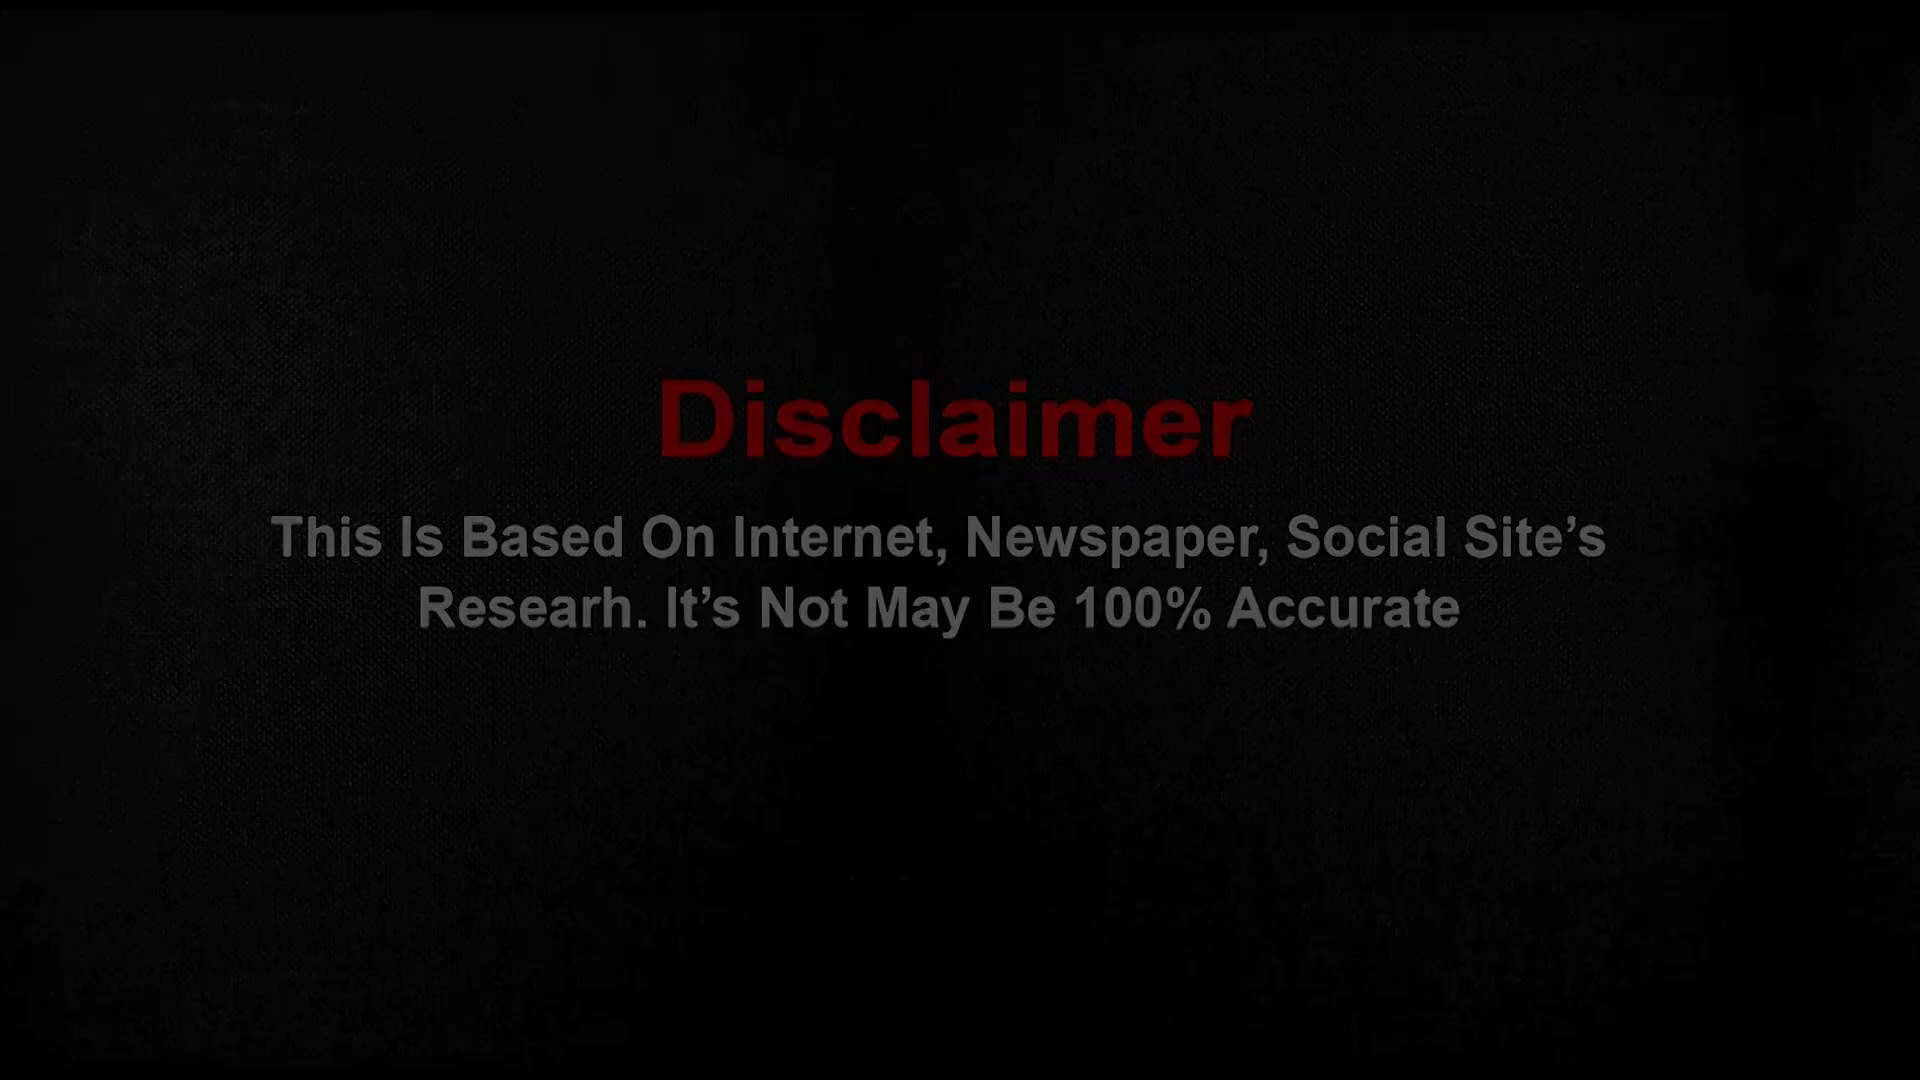 Disclaimer
This Is Based On Internet, Newspaper, Social Site’s
Researh. It’s Not May Be 100% Accurate